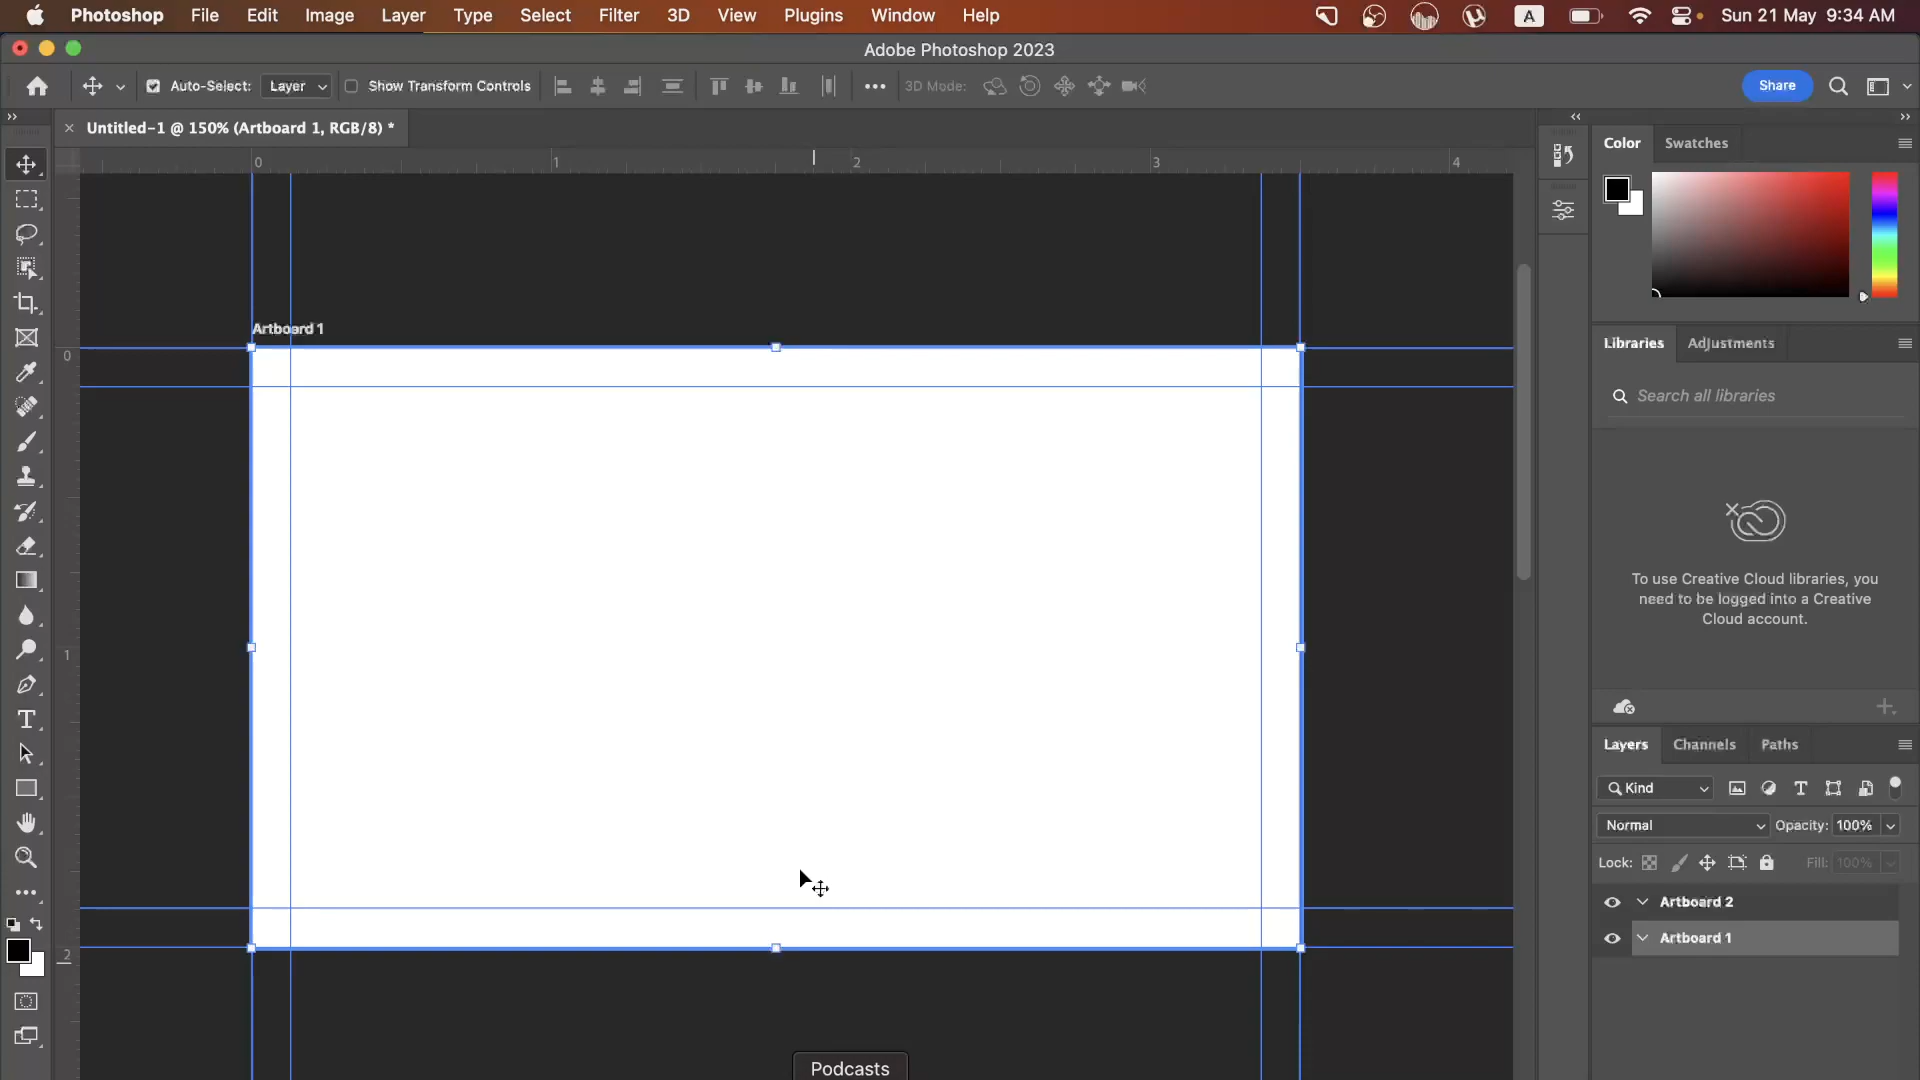 Photoshop File Edit Image Layer Type Select Filter 3D View Plugins Window Help A Sun 21 May 9:34 AM
Adobe Photoshop 2023
Auto-Select: Layer Show Transform Controls 3D Mode: Share
Untitled-1 @ 150% (Artboard 1, RGB/8) *
Color Swatches
0 1 2 3 4
Artboard 1
0
1
2
Libraries Adjustments
Search all libraries
To use Creative Cloud libraries, you
need to be logged into a Creative
Cloud account.
Layers Channels Paths
Kind
Normal Opacity: 100%
Lock: Fill: 100%
Artboard 2
Artboard 1
Podcasts